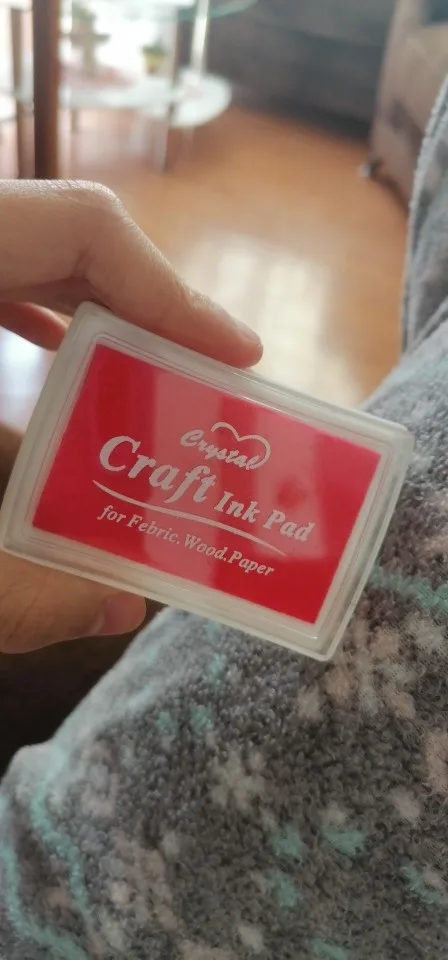 Crystal
Craft Ink Pad
for Febric.Wood.Paper